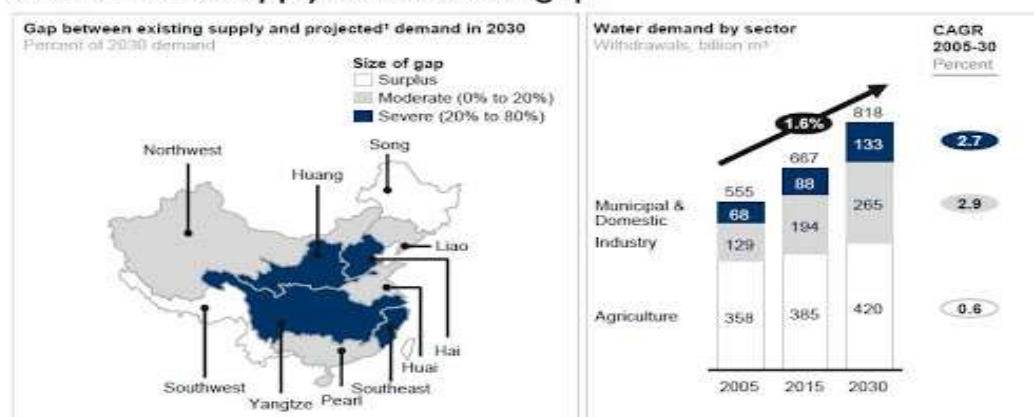 Gap between existing supply and projected¹ demand in 2030
Percent of 2030 demand
Size of gap
Surplus
Moderate (0% to 20%)
Severe (20% to 80%)
Northwest
Song
Huang
Liao
Hai
Huai
Southwest
Southeast
Yangtze
Pearl
Water demand by sector
Withdrawals, billion m³
CAGR
2005-30
Percent
1.6%
818
133
2.7
667
88
555
68
Municipal &
Domestic
265
2.9
194
129
Industry
Agriculture
358
385
420
0.6
2005
2015
2030